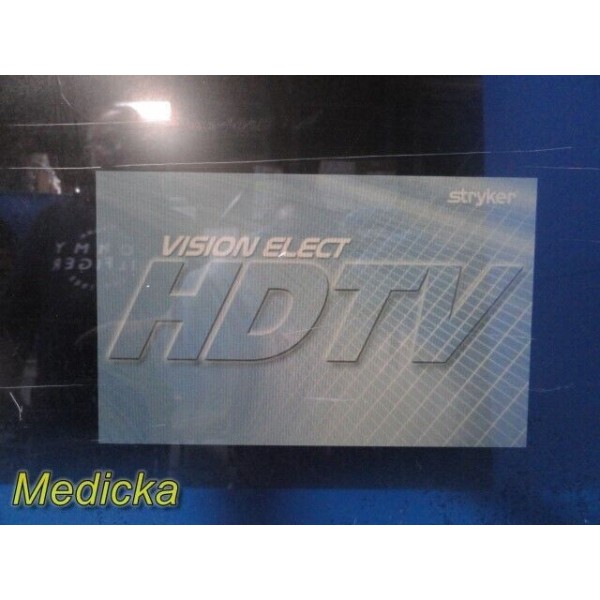 stryker
VISION ELECT
HDTV
Medicka